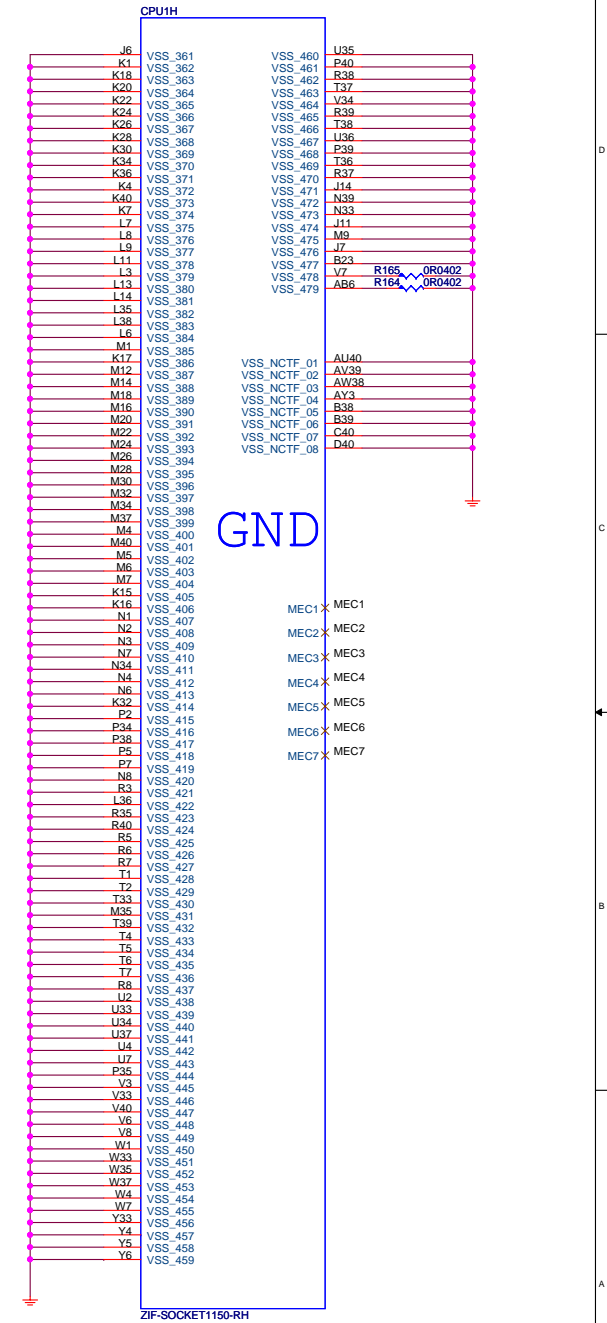 CPU1H
J6 VSS_361 VSS_460 U35
K1 VSS_362 VSS_461 P40
K18 VSS_363 VSS_462 R38
K20 VSS_364 VSS_463 T37
K22 VSS_365 VSS_464 V34
K24 VSS_366 VSS_465 R39
K26 VSS_367 VSS_466 T38
K28 VSS_368 VSS_467 U36
K30 VSS_369 VSS_468 P39
D
K34 VSS_370 VSS_469 T36
K36 VSS_371 VSS_470 R37
K4 VSS_372 VSS_471 J14
K40 VSS_373 VSS_472 N39
K7 VSS_374 VSS_473 N33
L7 VSS_375 VSS_474 J11
L8 VSS_376 VSS_475 M9
L9 VSS_377 VSS_476 J7
L11 VSS_378 VSS_477 B23
L3 VSS_379 VSS_478 V7 R165 0R0402
L13 VSS_380 VSS_479 AB6 R164 0R0402
L14 VSS_381
L35 VSS_382
L38 VSS_383
L6 VSS_384
M1 VSS_385
K17 VSS_386 VSS_NCTF_01 AU40
M12 VSS_387 VSS_NCTF_02 AV39
M14 VSS_388 VSS_NCTF_03 AW38
M18 VSS_389 VSS_NCTF_04 AY3
M16 VSS_390 VSS_NCTF_05 B38
M20 VSS_391 VSS_NCTF_06 B39
M22 VSS_392 VSS_NCTF_07 C40
M24 VSS_393 VSS_NCTF_08 D40
M26 VSS_394
M28 VSS_395
M30 VSS_396
M32 VSS_397
M34 VSS_398
M37 VSS_399
GND
C
M4 VSS_400
M40 VSS_401
M5 VSS_402
M6 VSS_403
M7 VSS_404
K15 VSS_405
K16 VSS_406 MEC1 MEC1
N1 VSS_407
N2 VSS_408 MEC2 MEC2
N3 VSS_409
N7 VSS_410 MEC3 MEC3
N34 VSS_411
N4 VSS_412 MEC4 MEC4
N6 VSS_413
K32 VSS_414 MEC5 MEC5
P2 VSS_415
P34 VSS_416 MEC6 MEC6
P38 VSS_417
P5 VSS_418 MEC7 MEC7
P7 VSS_419
N8 VSS_420
R3 VSS_421
L36 VSS_422
R35 VSS_423
R40 VSS_424
R5 VSS_425
R6 VSS_426
R7 VSS_427
T1 VSS_428
T2 VSS_429
T33 VSS_430
B
M35 VSS_431
T39 VSS_432
T4 VSS_433
T5 VSS_434
T6 VSS_435
T7 VSS_436
R8 VSS_437
U2 VSS_438
U33 VSS_439
U34 VSS_440
U37 VSS_441
U4 VSS_442
U7 VSS_443
P35 VSS_444
V3 VSS_445
V33 VSS_446
V40 VSS_447
V6 VSS_448
V8 VSS_449
W1 VSS_450
W33 VSS_451
W35 VSS_452
W37 VSS_453
W4 VSS_454
W7 VSS_455
Y33 VSS_456
Y4 VSS_457
Y5 VSS_458
Y6 VSS_459
A
ZIF-SOCKET1150-RH